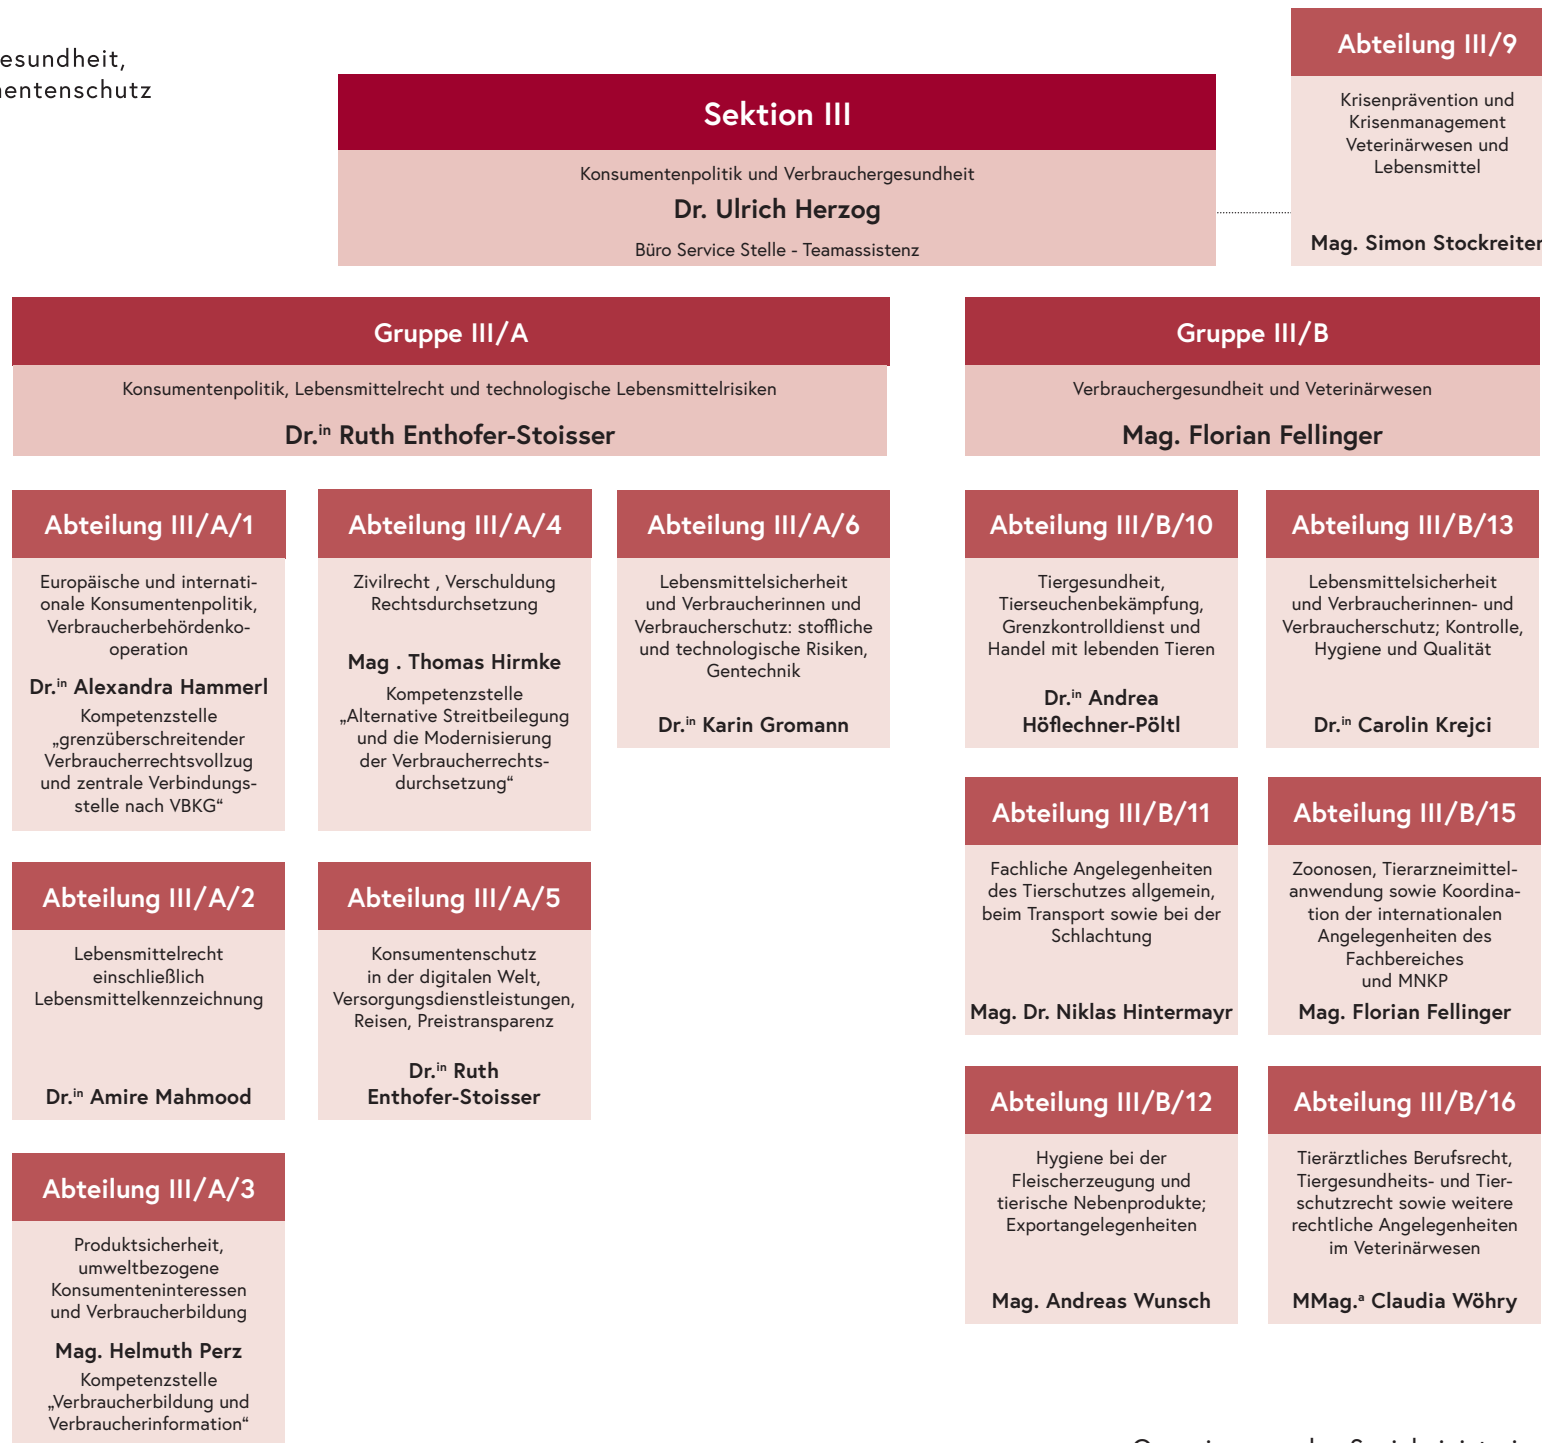 esundheit,
entenschutz
Abteilung III/9
Krisenprävention und
Krisenmanagement
Veterinärwesen und
Lebensmittel
Mag. Simon Stockreiter
Sektion III
Konsumentenpolitik und Verbrauchergesundheit
Dr. Ulrich Herzog
Büro Service Stelle - Teamassistenz
Gruppe III/A
Konsumentenpolitik, Lebensmittelrecht und technologische Lebensmittelrisiken
Dr.in Ruth Enthofer-Stoisser
Gruppe III/B
Verbrauchergesundheit und Veterinärwesen
Mag. Florian Fellinger
Abteilung III/A/1
Europäische und internati-
onale Konsumentenpolitik,
Verbraucherbehördenko-
operation
Dr.in Alexandra Hammerl
Kompetenzstelle
„grenzüberschreitender
Verbraucherrechtsvollzug
und zentrale Verbindungs-
stelle nach VBKG“
Abteilung III/A/4
Zivilrecht , Verschuldung
Rechtsdurchsetzung
Mag . Thomas Hirmke
Kompetenzstelle
„Alternative Streitbeilegung
und die Modernisierung
der Verbraucherrechts-
durchsetzung“
Abteilung III/A/6
Lebensmittelsicherheit
und Verbraucherinnen und
Verbraucherschutz: stoffliche
und technologische Risiken,
Gentechnik
Dr.in Karin Gromann
Abteilung III/B/10
Tiergesundheit,
Tierseuchenbekämpfung,
Grenzkontrolldienst und
Handel mit lebenden Tieren
Dr.in Andrea
Höflechner-Pöltl
Abteilung III/B/13
Lebensmittelsicherheit
und Verbraucherinnen- und
Verbraucherschutz; Kontrolle,
Hygiene und Qualität
Dr.in Carolin Krejci
Abteilung III/B/11
Fachliche Angelegenheiten
des Tierschutzes allgemein,
beim Transport sowie bei der
Schlachtung
Mag. Dr. Niklas Hintermayr
Abteilung III/B/15
Zoonosen, Tierarzneimittel-
anwendung sowie Koordina-
tion der internationalen
Angelegenheiten des
Fachbereiches
und MNKP
Mag. Florian Fellinger
Abteilung III/A/2
Lebensmittelrecht
einschließlich
Lebensmittelkennzeichnung
Dr.in Amire Mahmood
Abteilung III/A/5
Konsumentenschutz
in der digitalen Welt,
Versorgungsdienstleistungen,
Reisen, Preistransparenz
Dr.in Ruth
Enthofer-Stoisser
Abteilung III/B/12
Hygiene bei der
Fleischerzeugung und
tierische Nebenprodukte;
Exportangelegenheiten
Mag. Andreas Wunsch
Abteilung III/B/16
Tierärztliches Berufsrecht,
Tiergesundheits- und Tier-
schutzrecht sowie weitere
rechtliche Angelegenheiten
im Veterinärwesen
MMag.a Claudia Wöhry
Abteilung III/A/3
Produktsicherheit,
umweltbezogene
Konsumenteninteressen
und Verbraucherbildung
Mag. Helmuth Perz
Kompetenzstelle
„Verbraucherbildung und
Verbraucherinformation“